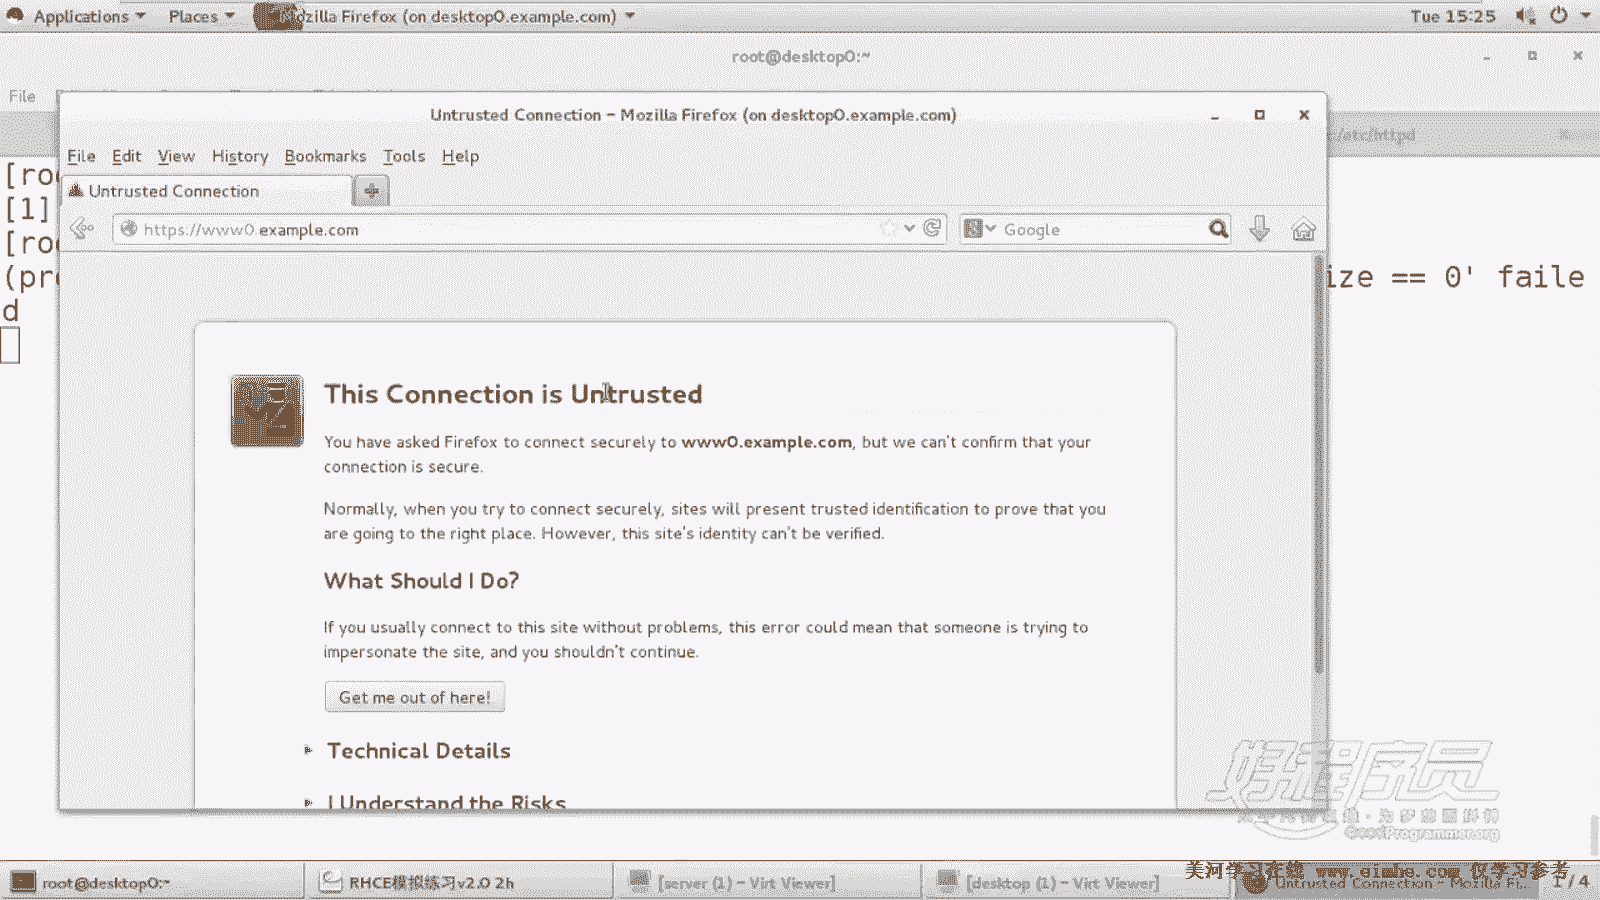 Applications Places Mozilla Firefox (on desktop0.example.com) Tue 15:25
root@desktop0:~
File
Untrusted Connection - Mozilla Firefox (on desktop0.example.com)
:/etc/httpd
File Edit View History Bookmarks Tools Help
[ro
Untrusted Connection
[1]
https://www0.example.com Google
[ro
(pr ize == 0' faile
d
This Connection is Untrusted
You have asked Firefox to connect securely to www0.example.com, but we can't confirm that your
connection is secure.
Normally, when you try to connect securely, sites will present trusted identification to prove that you
are going to the right place. However, this site's identity can't be verified.
What Should I Do?
If you usually connect to this site without problems, this error could mean that someone is trying to
impersonate the site, and you shouldn't continue.
Get me out of here!
Technical Details
I Understand the Risks
好程序员
GoodProgrammer.org
美河学习在线 www.eimhe.com 仅学习参考
root@desktop0:~ RHCE模拟练习v2.0 2h [server (1) - Virt Viewer] [desktop (1) - Virt Viewer] Untrusted Connection - Mozilla Fi... 1 / 4